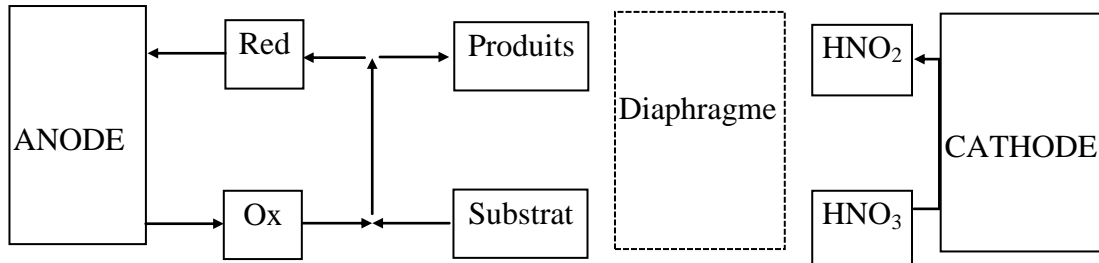 Red
Produits
HNO₂
ANODE
Diaphragme
CATHODE
Ox
Substrat
HNO₃